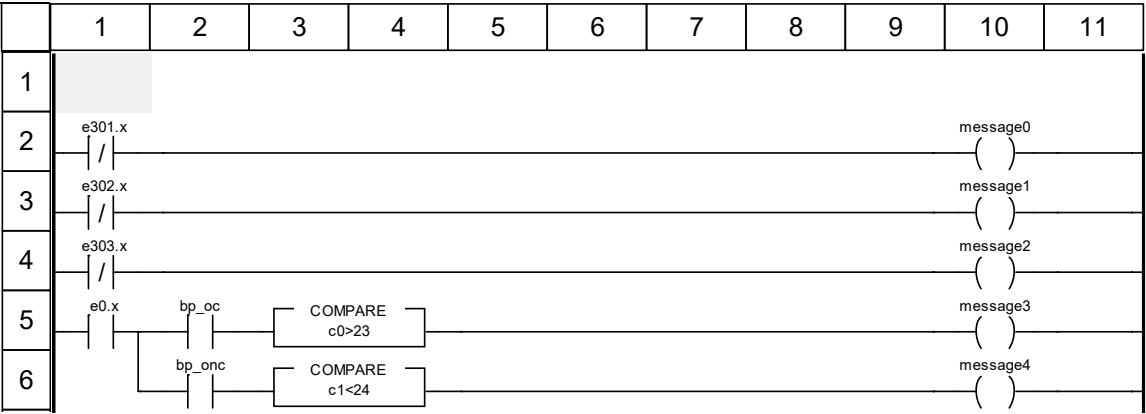 1 2 3 4 5 6 7 8 9 10 11
1
e301.x message0
2
e302.x message1
3
e303.x message2
4
e0.x bp_oc COMPARE message3
5 c0>23
bp_onc COMPARE message4
6 c1<24